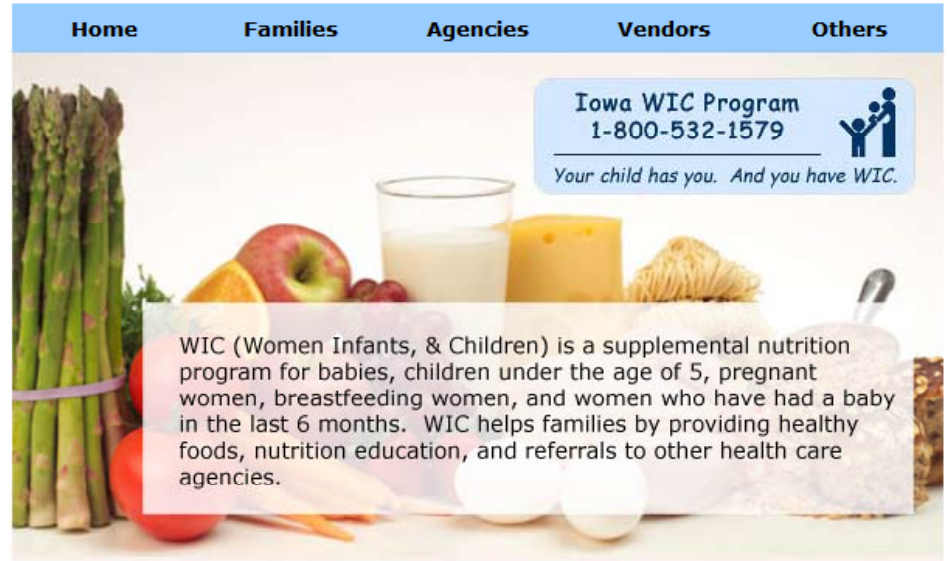 Home Families Agencies Vendors Others
Iowa WIC Program
1-800-532-1579
Your child has you. And you have WIC.
WIC (Women Infants, & Children) is a supplemental nutrition
program for babies, children under the age of 5, pregnant
women, breastfeeding women, and women who have had a baby
in the last 6 months. WIC helps families by providing healthy
foods, nutrition education, and referrals to other health care
agencies.